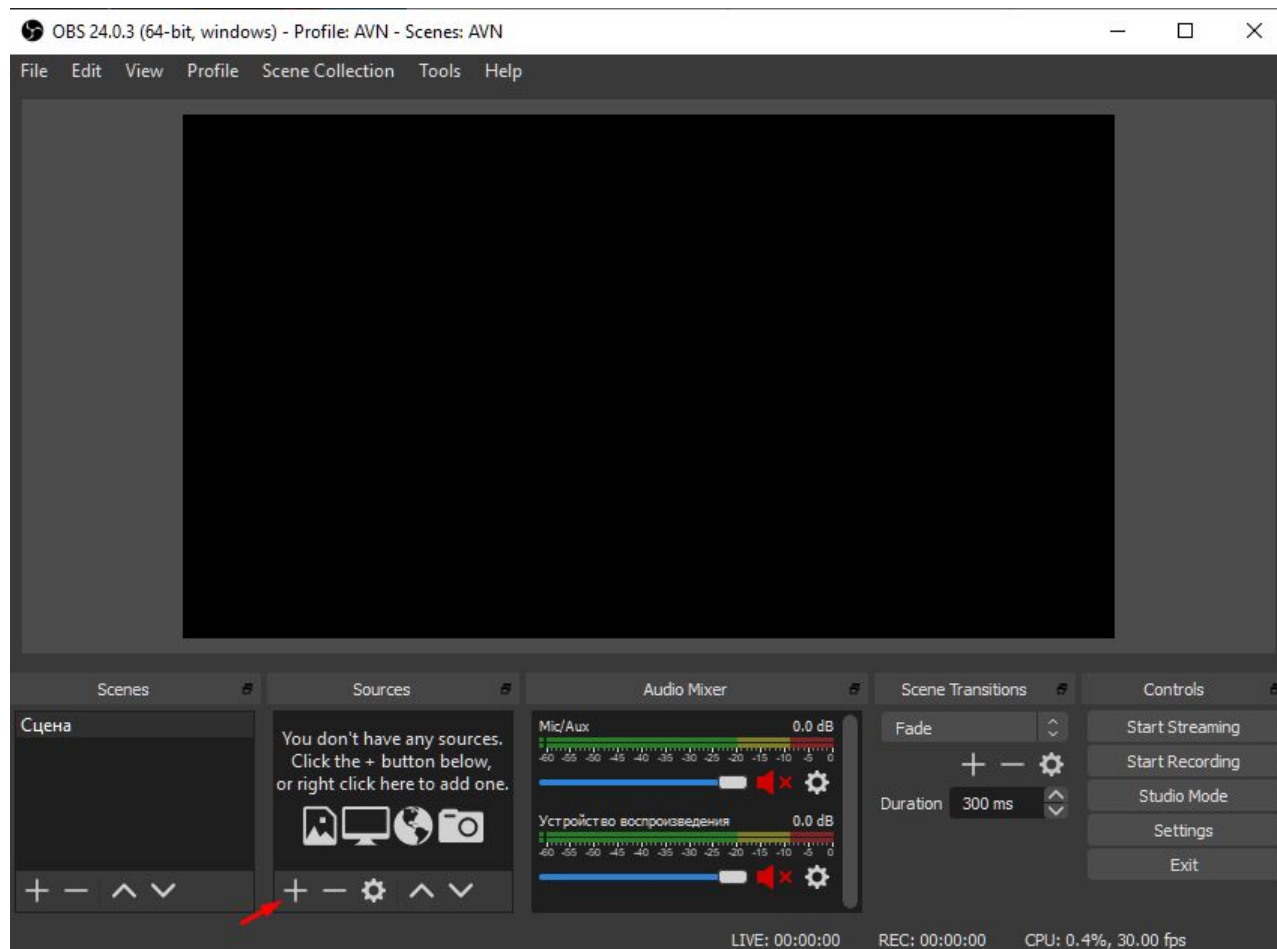 OBS 24.0.3 (64-bit, windows) - Profile: AVN - Scenes: AVN
File Edit View Profile Scene Collection Tools Help
Scenes
Sources
Audio Mixer
Scene Transitions
Controls
Сцена
You don't have any sources.
Click the + button below,
or right click here to add one.
Mic/Aux 0.0 dB
-60 -55 -50 -45 -40 -35 -30 -25 -20 -15 -10 -5 0
Устройство воспроизведения 0.0 dB
-60 -55 -50 -45 -40 -35 -30 -25 -20 -15 -10 -5 0
Fade
Duration 300 ms
Start Streaming
Start Recording
Studio Mode
Settings
Exit
LIVE: 00:00:00 REC: 00:00:00 CPU: 0.4%, 30.00 fps